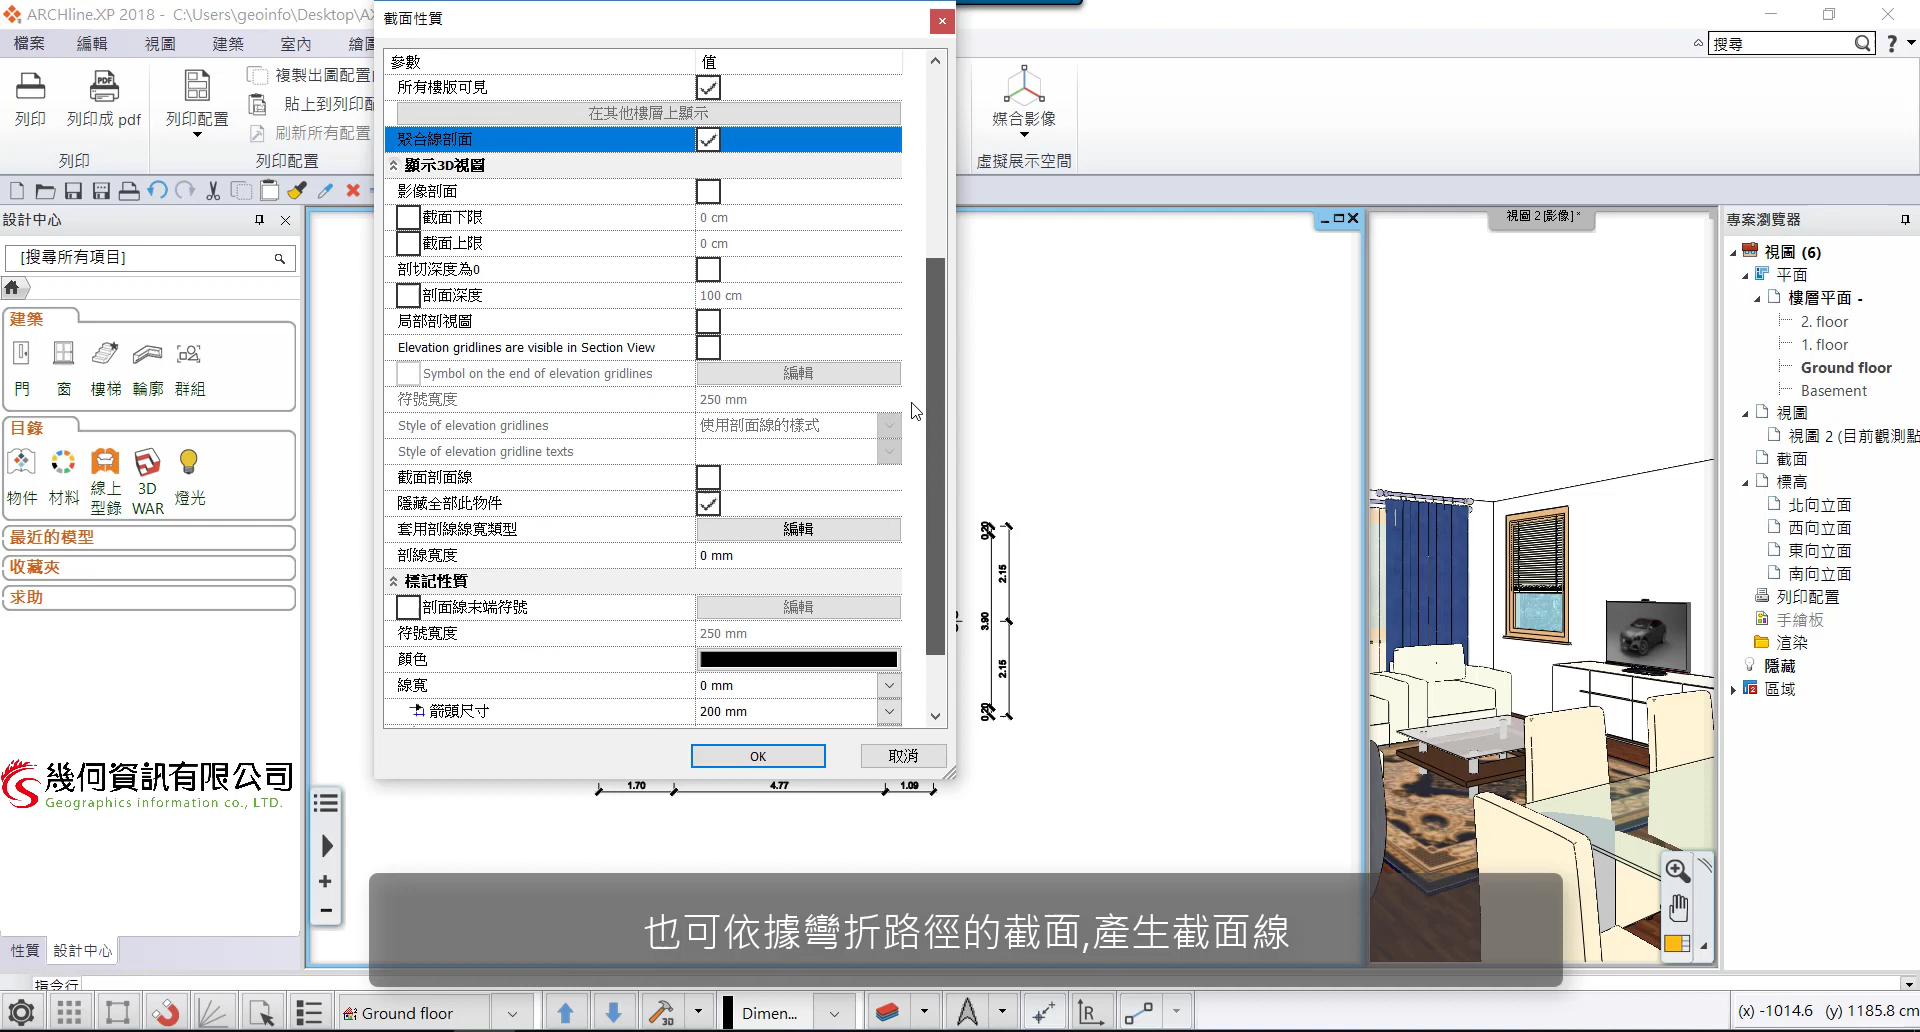 ARCHline.XP 2018 - C:\Users\geoinfo\Desktop\A
檔案 編輯 視圖 建築 室內
搜尋
列印
列印成 pdf
列印配置
複製出圖配置
貼上到列印
刷新所有配置
列印
列印配置
媒合影像
虛擬展示空間
設計中心
[搜尋所有項目]
建築
門 窗 樓梯 輪廓 群組
目錄
物件 材料 線上型錄 3D WAR 燈光
最近的模型
收藏夾
求助
幾何資訊有限公司
Geographics information co., LTD.
性質 設計中心
指令行
截面性質
參數 值
所有樓版可見
在其他樓層上顯示
聚合線剖面
顯示3D視圖
影像剖面
截面下限 0 cm
截面上限 0 cm
剖切深度為0
剖面深度 100 cm
局部剖視圖
Elevation gridlines are visible in Section View
Symbol on the end of elevation gridlines 編輯
符號寬度 250 mm
Style of elevation gridlines 使用剖面線的樣式
Style of elevation gridline texts
截面剖面線
隱藏全部此物件
套用剖線線寬類型 編輯
剖線寬度 0 mm
標記性質
剖面線末端符號 編輯
符號寬度 250 mm
顏色
線寬 0 mm
箭頭尺寸 200 mm
OK 取消
0.20
2.15
3.90
2.15
0.20
1.70 4.77 1.09
視圖 2 [影像]*
專案瀏覽器
視圖 (6)
平面
樓層平面 -
2. floor
1. floor
Ground floor
Basement
視圖
視圖 2 (目前觀測點
截面
標高
北向立面
西向立面
東向立面
南向立面
列印配置
手繪板
渲染
隱藏
區域
也可依據彎折路徑的截面,產生截面線
Ground floor
Dimen...
(x) -1014.6 (y) 1185.8 cm